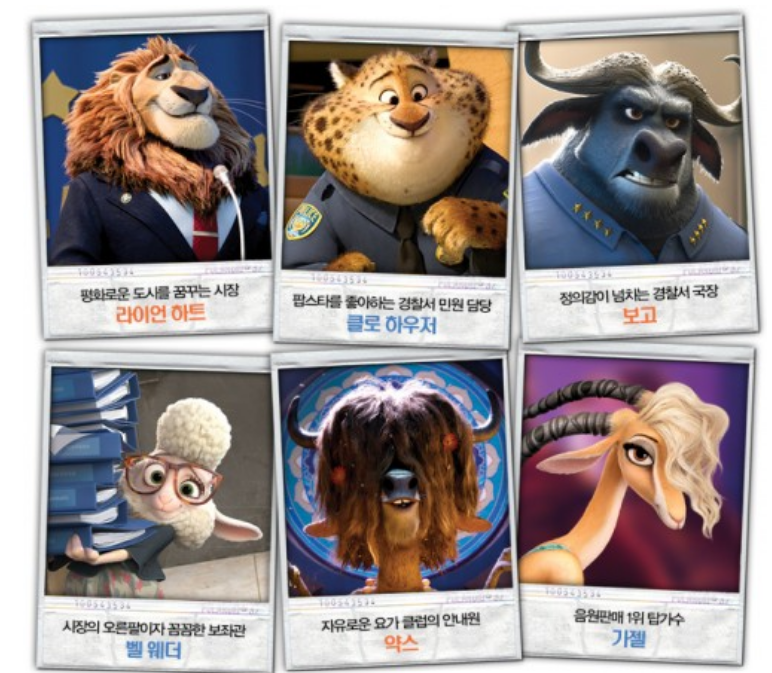 평화로운 도시를 꿈꾸는 시장
라이언 하트
팝스타를 좋아하는 경찰서 민원 담당
클로 하우저
정의감이 넘치는 경찰서 국장
보고
시장의 오른팔이자 꼼꼼한 보좌관
벨 웨더
자유로운 요가 클럽의 안내원
약스
음원판매 1위 탑가수
가젤